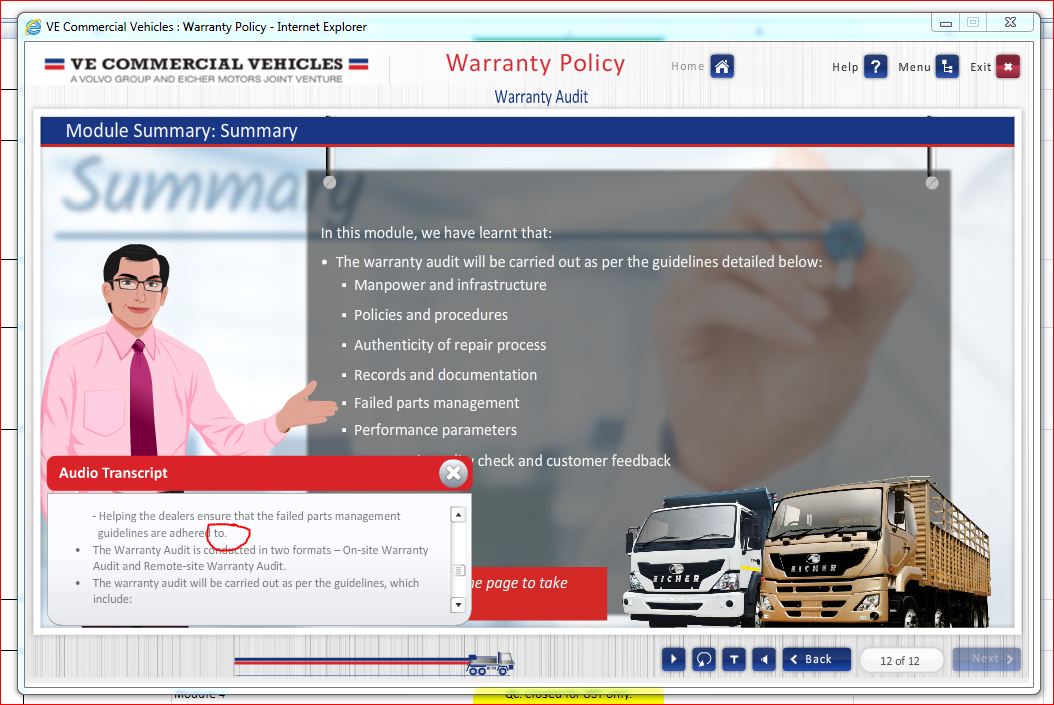 VE Commercial Vehicles : Warranty Policy - Internet Explorer
VE COMMERCIAL VEHICLES
A VOLVO GROUP AND EICHER MOTORS JOINT VENTURE
Warranty Policy
Home
Help ?
Menu
Exit
Warranty Audit
Module Summary: Summary
Summary
In this module, we have learnt that:
• The warranty audit will be carried out as per the guidelines detailed below:
▪ Manpower and infrastructure
▪ Policies and procedures
▪ Authenticity of repair process
▪ Records and documentation
▪ Failed parts management
▪ Performance parameters
check and customer feedback
Audio Transcript
- Helping the dealers ensure that the failed parts management
guidelines are adhered to.
• The Warranty Audit is conducted in two formats – On-site Warranty
Audit and Remote-site Warranty Audit.
• The warranty audit will be carried out as per the guidelines, which
include:
page to take
EICHER
EICHER
T
Back
12 of 12
Next
Module 4
QC: closed for UST only.